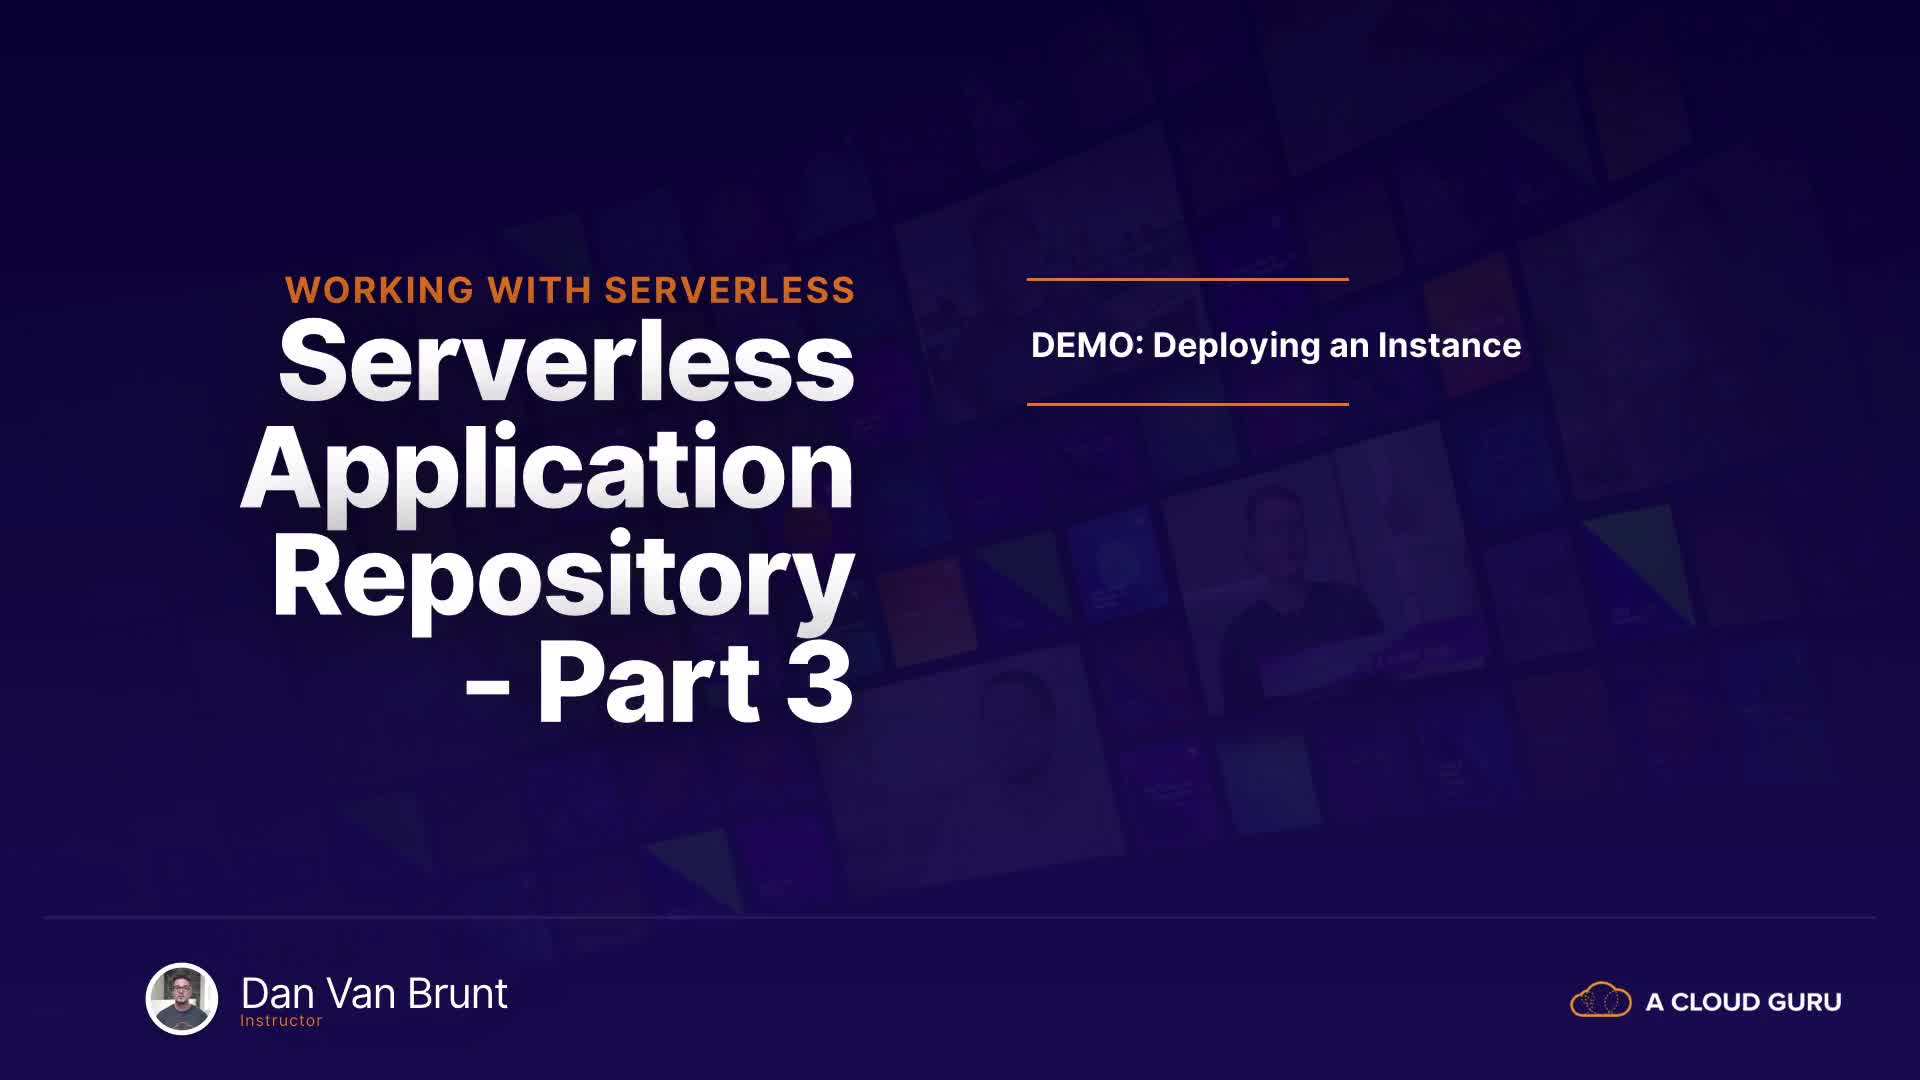 WORKING WITH SERVERLESS
Serverless
Application
Repository
- Part 3
DEMO: Deploying an Instance
Dan Van Brunt
Instructor
A CLOUD GURU